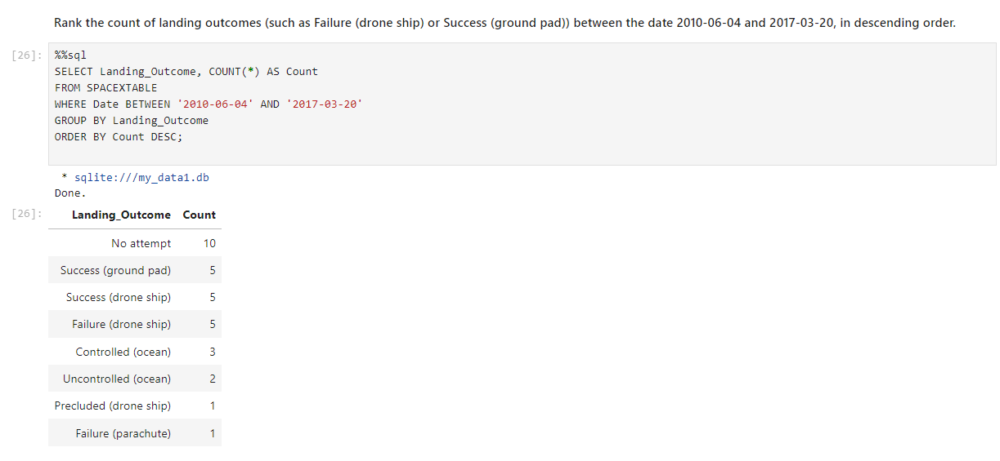 Rank the count of landing outcomes (such as Failure (drone ship) or Success (ground pad)) between the date 2010-06-04 and 2017-03-20, in descending order.
[26]: %%sql
SELECT Landing_Outcome, COUNT(*) AS Count
FROM SPACEXTABLE
WHERE Date BETWEEN '2010-06-04' AND '2017-03-20'
GROUP BY Landing_Outcome
ORDER BY Count DESC;
* sqlite:///my_data1.db
Done.
[26]: Landing_Outcome Count
No attempt 10
Success (ground pad) 5
Success (drone ship) 5
Failure (drone ship) 5
Controlled (ocean) 3
Uncontrolled (ocean) 2
Precluded (drone ship) 1
Failure (parachute) 1